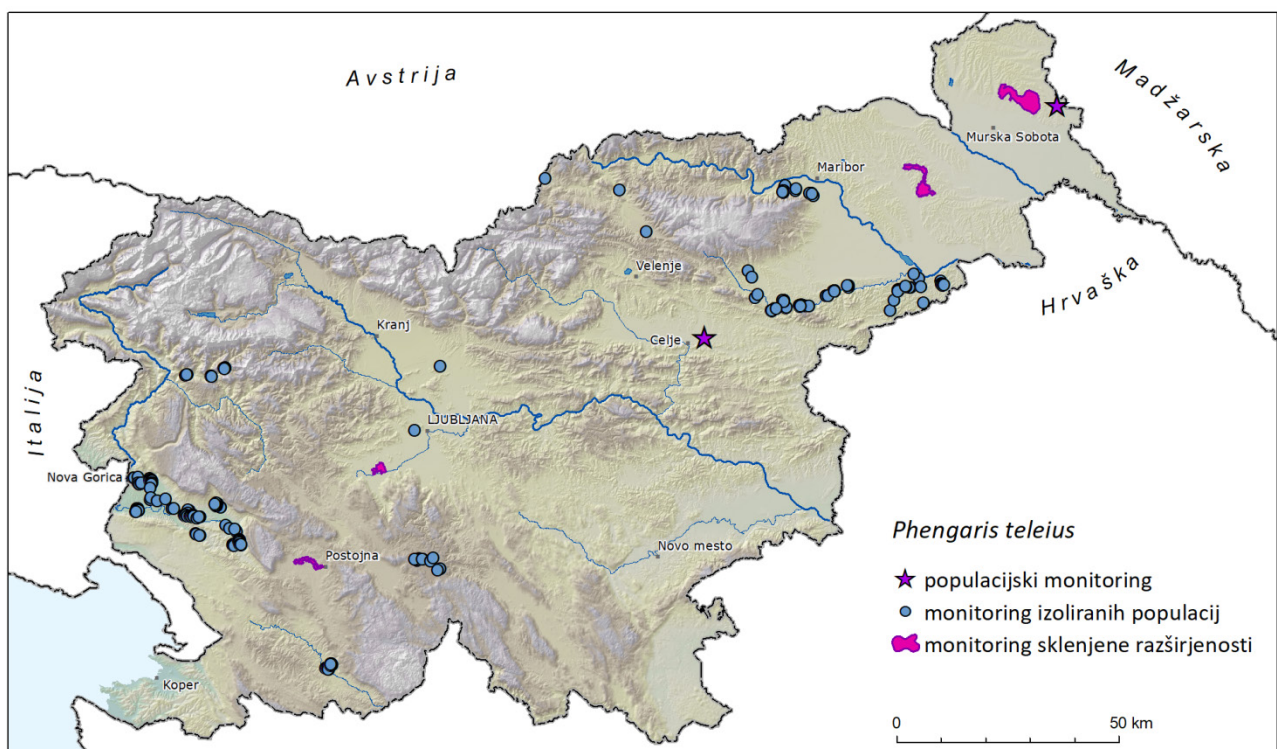 Avstrija
Madžarska
Murska Sobota
Maribor
Velenje
Hrvaška
Kranj
Celje
Italija
LJUBLJANA
Nova Gorica
Postojna
Novo mesto
Koper
Phengaris teleius
populacijski monitoring
monitoring izoliranih populacij
monitoring sklenjene razširjenosti
0 50 km